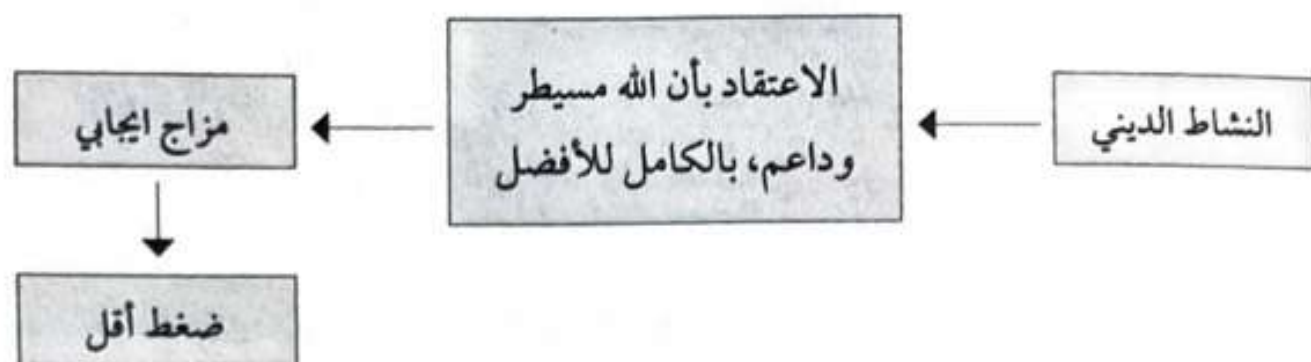 النشاط الديني
الاعتقاد بأن الله مسيطر
وداعم، بالكامل للأفضل
مزاج ايجابي
ضغط أقل